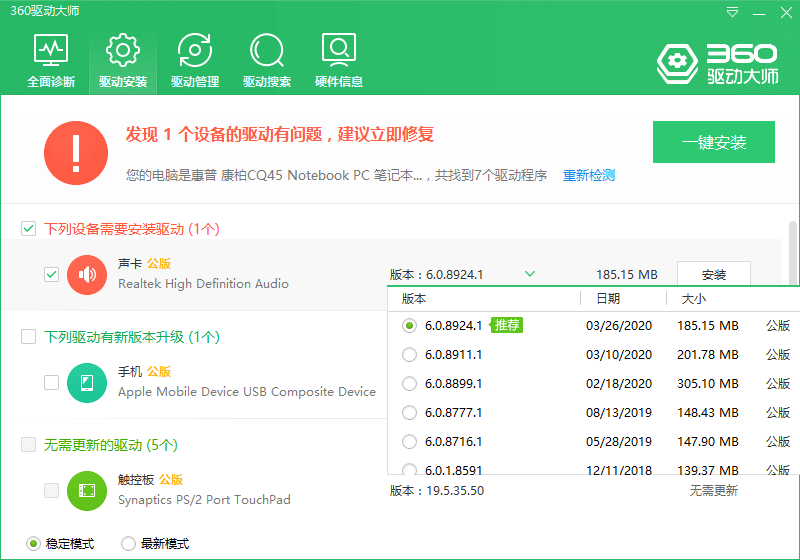 360驱动大师
全面诊断 驱动安装 驱动管理 驱动搜索 硬件信息
360
驱动大师
发现 1 个设备的驱动有问题，建议立即修复
您的电脑是惠普 康柏CQ45 Notebook PC 笔记本...，共找到7个驱动程序 重新检测
一键安装
下列设备需要安装驱动 (1个)
声卡 公版
Realtek High Definition Audio
版本：6.0.8924.1 185.15 MB 安装
版本 日期 大小
6.0.8924.1 推荐 03/26/2020 185.15 MB 公版
6.0.8911.1 03/10/2020 201.78 MB 公版
6.0.8899.1 02/18/2020 305.10 MB 公版
6.0.8777.1 08/13/2019 148.43 MB 公版
6.0.8716.1 05/28/2019 147.90 MB 公版
6.0.1.8591 12/11/2018 139.37 MB 公版
下列驱动有新版本升级 (1个)
手机 公版
Apple Mobile Device USB Composite Device
无需更新的驱动 (5个)
触控板 公版
Synaptics PS/2 Port TouchPad
版本：19.5.35.50 无需更新
稳定模式 最新模式